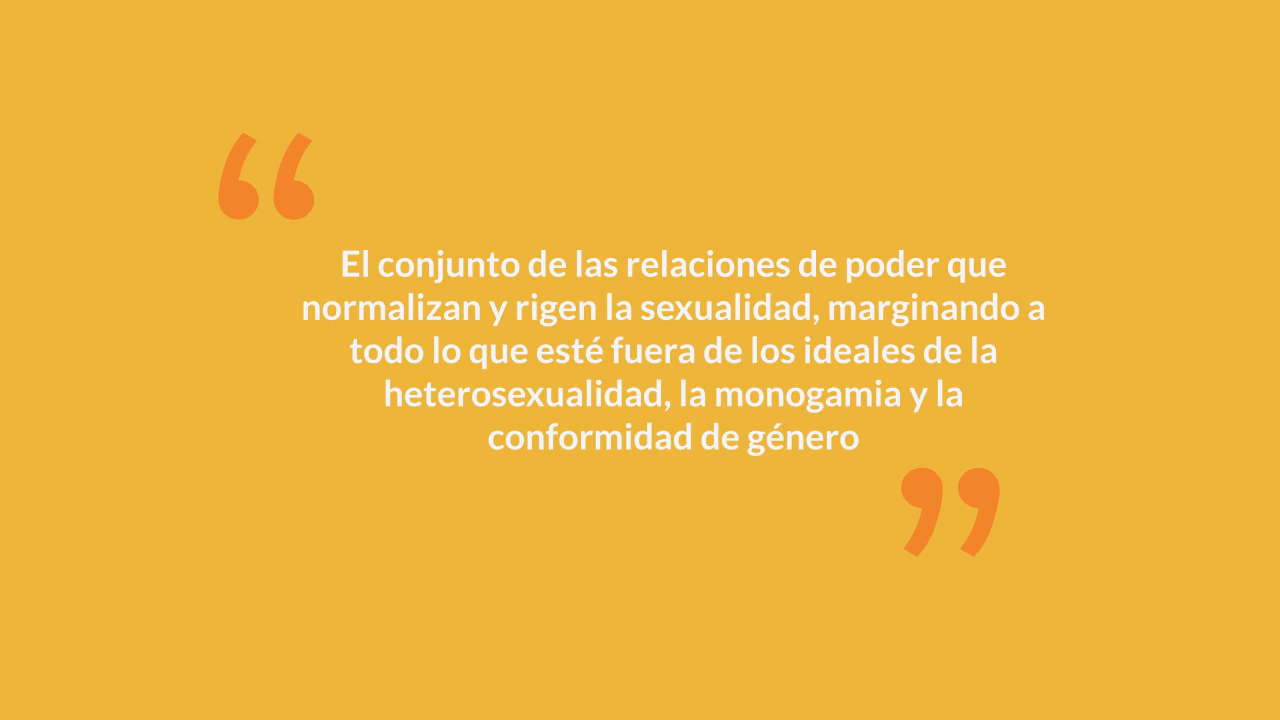 “
El conjunto de las relaciones de poder que
normalizan y rigen la sexualidad, marginando a
todo lo que esté fuera de los ideales de la
heterosexualidad, la monogamia y la
conformidad de género
”